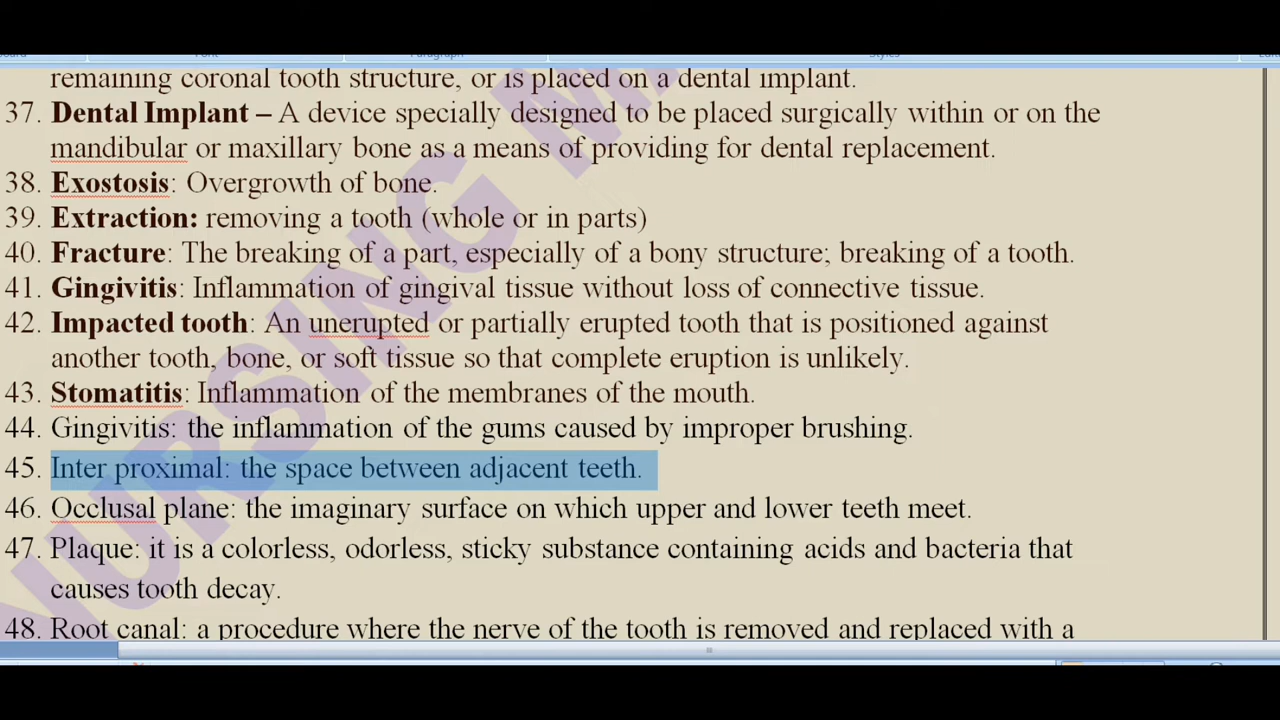 remaining coronal tooth structure, or is placed on a dental implant.
37. Dental Implant – A device specially designed to be placed surgically within or on the
mandibular or maxillary bone as a means of providing for dental replacement.
38. Exostosis: Overgrowth of bone.
39. Extraction: removing a tooth (whole or in parts)
40. Fracture: The breaking of a part, especially of a bony structure; breaking of a tooth.
41. Gingivitis: Inflammation of gingival tissue without loss of connective tissue.
42. Impacted tooth: An unerupted or partially erupted tooth that is positioned against
another tooth, bone, or soft tissue so that complete eruption is unlikely.
43. Stomatitis: Inflammation of the membranes of the mouth.
44. Gingivitis: the inflammation of the gums caused by improper brushing.
45. Inter proximal: the space between adjacent teeth.
46. Occlusal plane: the imaginary surface on which upper and lower teeth meet.
47. Plaque: it is a colorless, odorless, sticky substance containing acids and bacteria that
causes tooth decay.
48. Root canal: a procedure where the nerve of the tooth is removed and replaced with a
NURSING